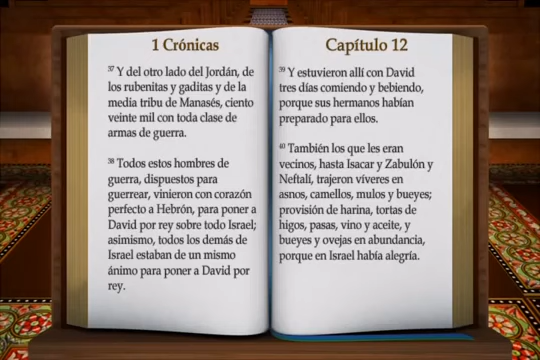 1 Crónicas
³⁷ Y del otro lado del Jordán, de
los rubenitas y gaditas y de la
media tribu de Manasés, ciento
veinte mil con toda clase de
armas de guerra.
³⁸ Todos estos hombres de
guerra, dispuestos para
guerrear, vinieron con corazón
perfecto a Hebrón, para poner a
David por rey sobre todo Israel;
asimismo, todos los demás de
Israel estaban de un mismo
ánimo para poner a David por
rey.
Capítulo 12
³⁹ Y estuvieron allí con David
tres días comiendo y bebiendo,
porque sus hermanos habían
preparado para ellos.
⁴⁰ También los que les eran
vecinos, hasta Isacar y Zabulón y
Neftalí, trajeron víveres en
asnos, camellos, mulos y bueyes;
provisión de harina, tortas de
higos, pasas, vino y aceite, y
bueyes y ovejas en abundancia,
porque en Israel había alegría.